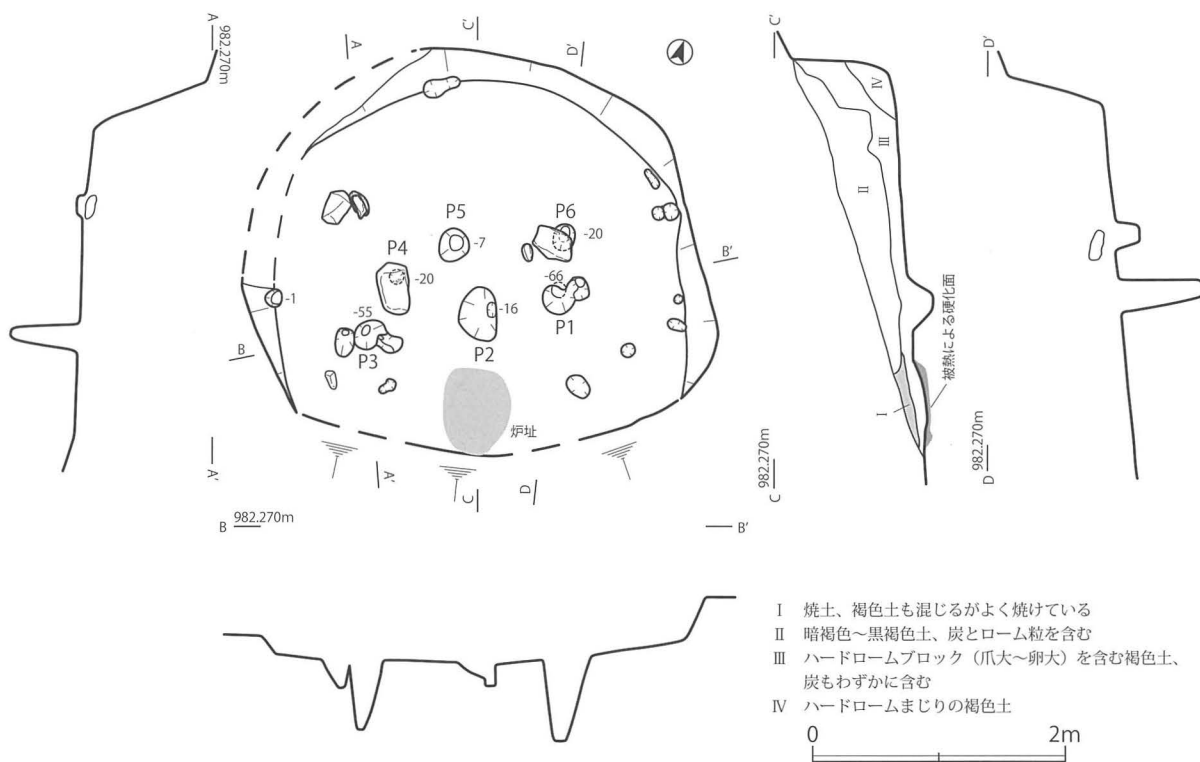 A
982.270m
A'
A
C'
D'
P5
-7
P6
-20
P4
-20
-66
P1
-16
P2
-55
P3
-1
B
B'
炉址
A'
C
D
B 982.270m
B'
C'
Ⅳ
Ⅲ
Ⅱ
Ⅰ
被熱による硬化面
982.270m
C
D'
982.270m
D
Ⅰ 焼土、褐色土も混じるがよく焼けている
Ⅱ 暗褐色～黒褐色土、炭とローム粒を含む
Ⅲ ハードロームブロック（爪大～卵大）を含む褐色土、
炭もわずかに含む
Ⅳ ハードロームまじりの褐色土
0 2m